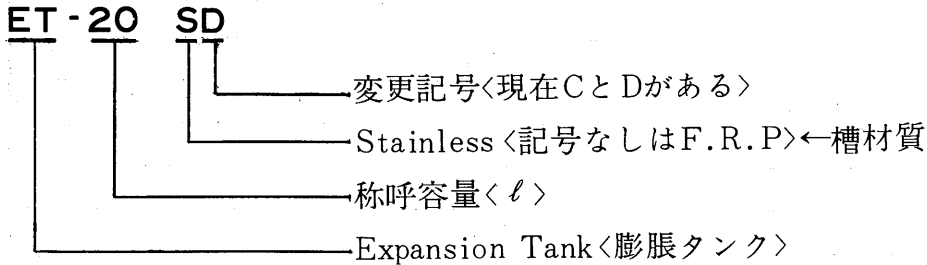 ET-20 SD
変更記号〈現在CとDがある〉
Stainless〈記号なしはF.R.P〉←槽材質
称呼容量〈ℓ〉
Expansion Tank〈膨脹タンク〉